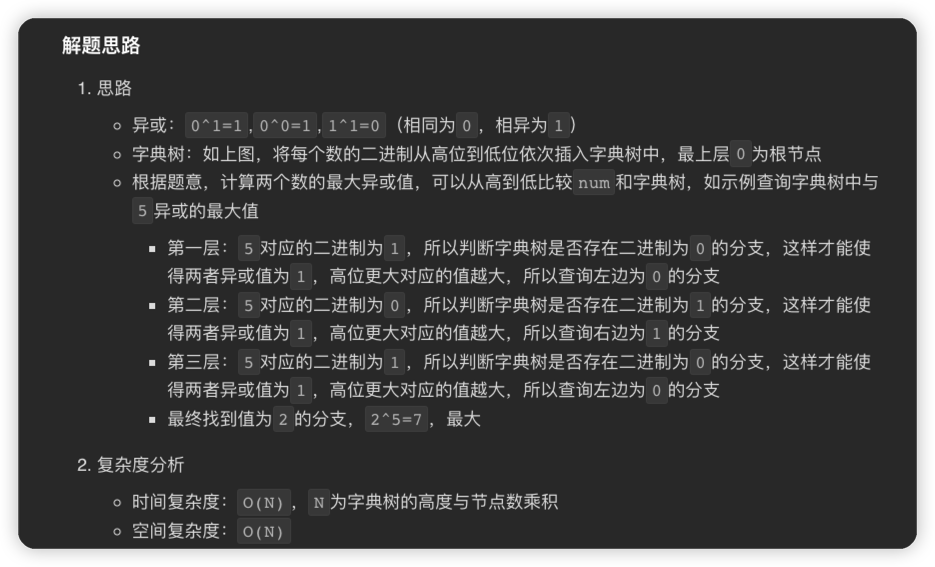 解题思路
1. 思路
异或：0^1=1,0^0=1,1^1=0（相同为0，相异为1）
字典树：如上图，将每个数的二进制从高位到低位依次插入字典树中，最上层0为根节点
根据题意，计算两个数的最大异或值，可以从高到低比较num和字典树，如示例查询字典树中与
5异或的最大值
第一层：5对应的二进制为1，所以判断字典树是否存在二进制为0的分支，这样才能使
得两者异或值为1，高位更大对应的值越大，所以查询左边为0的分支
第二层：5对应的二进制为0，所以判断字典树是否存在二进制为1的分支，这样才能使
得两者异或值为1，高位更大对应的值越大，所以查询右边为1的分支
第三层：5对应的二进制为1，所以判断字典树是否存在二进制为0的分支，这样才能使
得两者异或值为1，高位更大对应的值越大，所以查询左边为0的分支
最终找到值为2的分支，2^5=7，最大
2. 复杂度分析
时间复杂度：O(N)，N为字典树的高度与节点数乘积
空间复杂度：O(N)